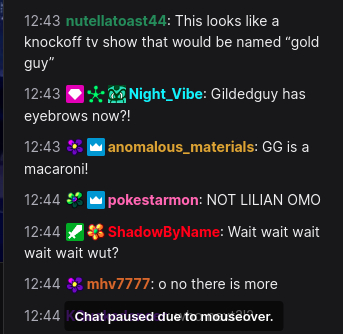 12:43 nutellatoast44: This looks like a
knockoff tv show that would be named “gold
guy”
12:43 Night_Vibe: Gildedguy has
eyebrows now?!
12:43 anomalous_materials: GG is a
macaroni!
12:44 pokestarmon: NOT LILIAN OMO
12:44 ShadowByName: Wait wait wait
wait wait wut?
12:44 mhv7777: o no there is more
12:44
Chat paused due to mouseover.